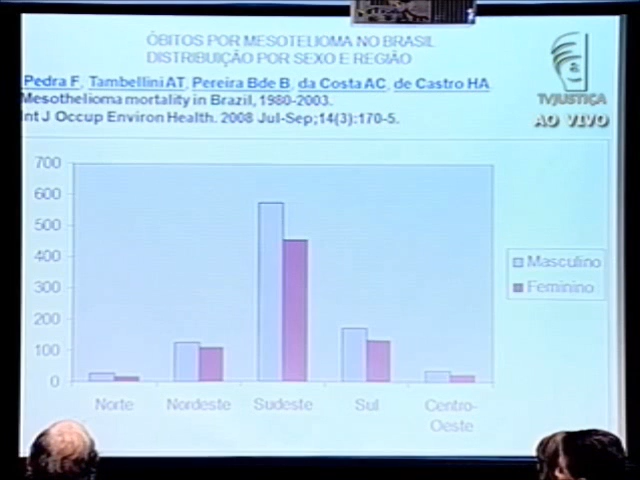 ÓBITOS POR MESOTELIOMA NO BRASIL
DISTRIBUIÇÃO POR SEXO E REGIÃO
Pedra F, Tambellini AT, Pereira Bde B, da Costa AC, de Castro HA
Mesothelioma mortality in Brazil, 1980-2003.
Int J Occup Environ Health. 2008 Jul-Sep;14(3):170-5.
TVJUSTIÇA
AO VIVO
700
600
500
400
300
200
100
0
Norte
Nordeste
Sudeste
Sul
Centro-
Oeste
Masculino
Feminino